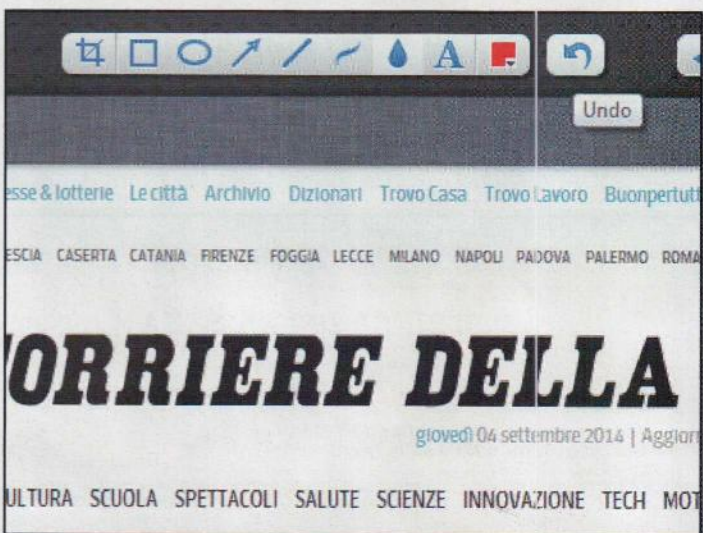 A
Undo
esse & lotterie Le città Archivio Dizionari Trovo Casa Trovo Lavoro Buonpertutt
ESCIA CASERTA CATANIA FIRENZE FOGGIA LECCE MILANO NAPOLI PADOVA PALERMO ROMA
ORRIERE DELLA
giovedì 04 settembre 2014 | Aggior
ULTURA SCUOLA SPETTACOLI SALUTE SCIENZE INNOVAZIONE TECH MOT